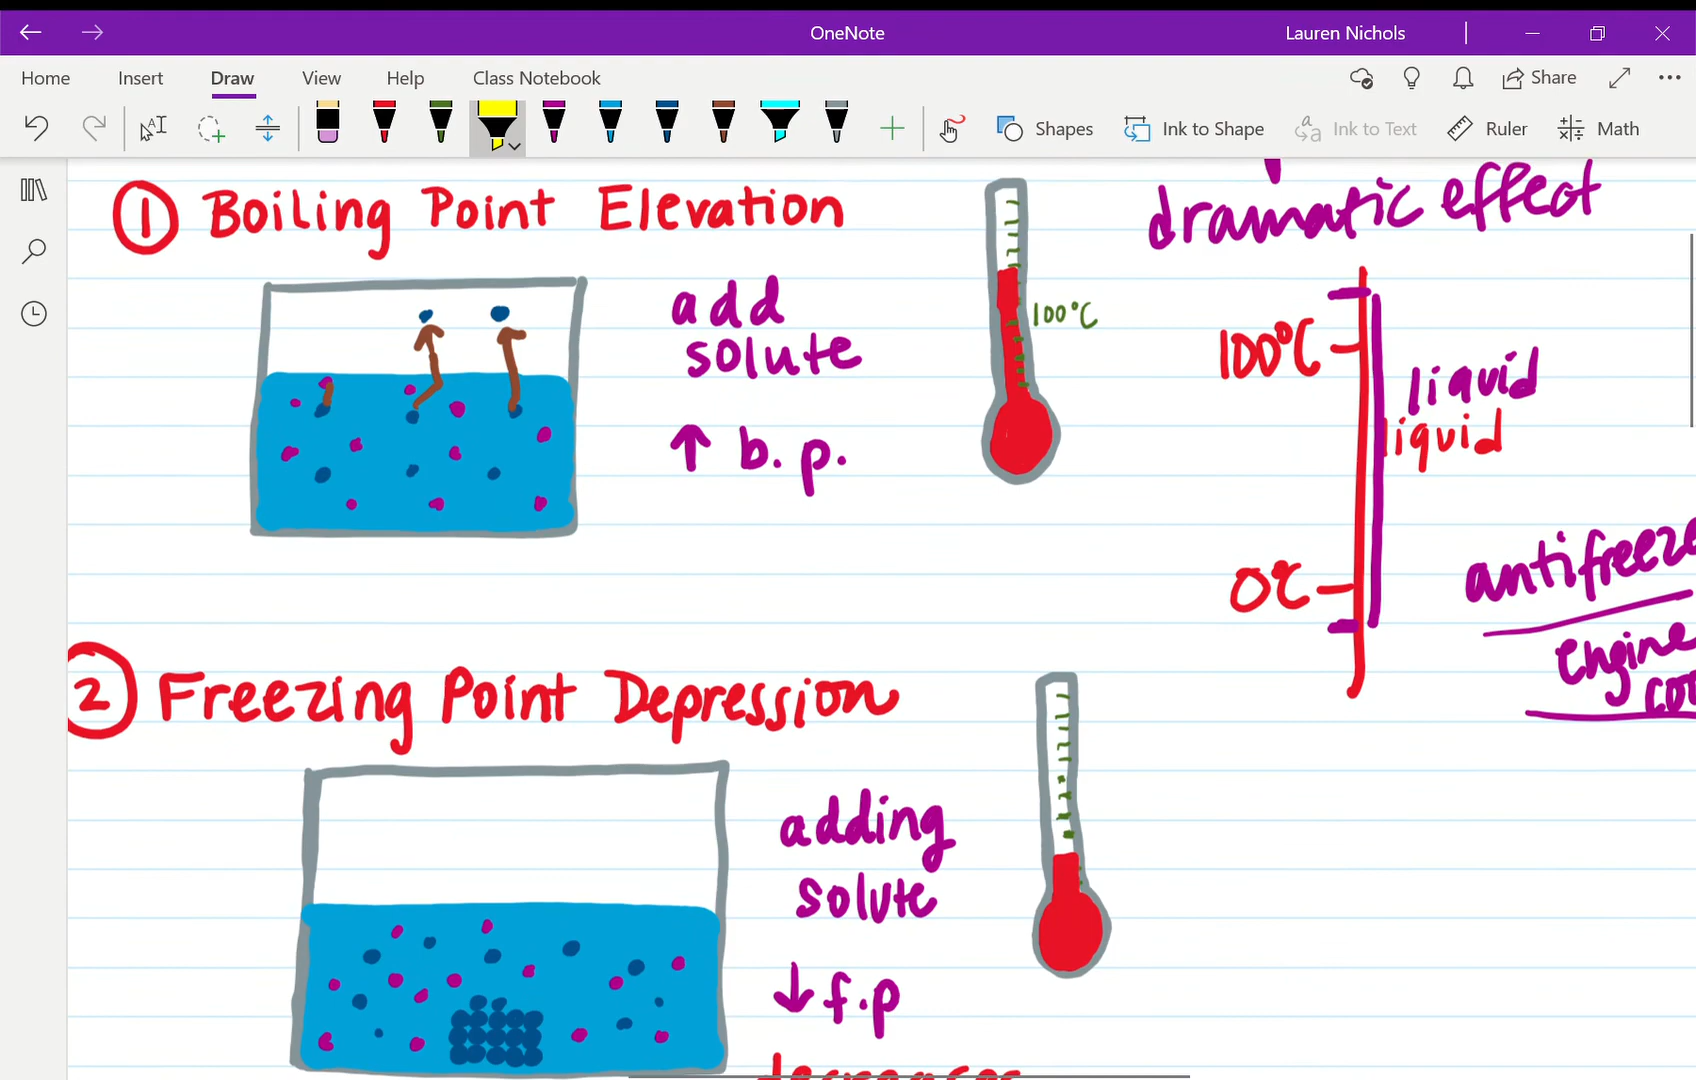 OneNote
Lauren Nichols
Home Insert Draw View Help Class Notebook
Share
Shapes Ink to Shape Ink to Text Ruler Math
① Boiling Point Elevation
add
solute
↑ b.p.
100°C
dramatic effect
100°C
liquid
liquid
0°C
antifreeze
engine
② Freezing Point Depression
adding
solute
↓ f.p
decreases